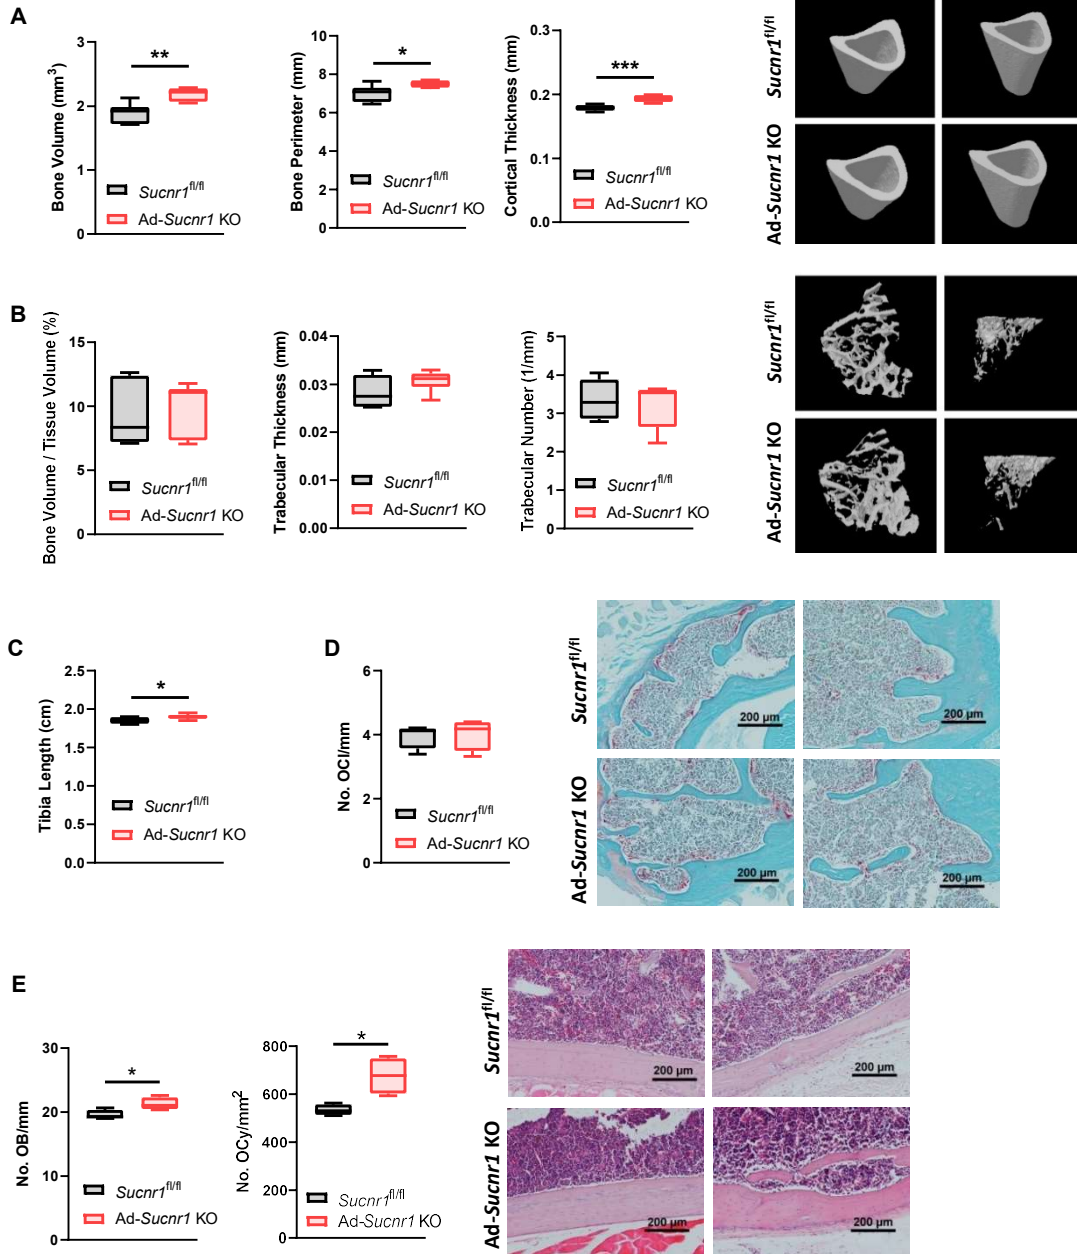 A
Bone Volume (mm3)
3
2
1
0
**
Sucnr1fl/fl
Ad-Sucnr1 KO
Bone Perimeter (mm)
10
8
6
4
2
0
*
Sucnr1fl/fl
Ad-Sucnr1 KO
Cortical Thickness (mm)
0.3
0.2
0.1
0.0
***
Sucnr1fl/fl
Ad-Sucnr1 KO
Sucnr1fl/fl
Ad-Sucnr1 KO
B
Bone Volume / Tissue Volume (%)
15
10
5
0
Sucnr1fl/fl
Ad-Sucnr1 KO
Trabecular Thickness (mm)
0.04
0.03
0.02
0.01
0.00
Sucnr1fl/fl
Ad-Sucnr1 KO
Trabecular Number (1/mm)
5
4
3
2
1
0
Sucnr1fl/fl
Ad-Sucnr1 KO
Sucnr1fl/fl
Ad-Sucnr1 KO
C
Tibia Length (cm)
2.5
2.0
1.5
1.0
0.5
0.0
*
Sucnr1fl/fl
Ad-Sucnr1 KO
D
No. OCl/mm
6
4
2
0
Sucnr1fl/fl
Ad-Sucnr1 KO
Sucnr1fl/fl
200 µm
200 µm
Ad-Sucnr1 KO
200 µm
200 µm
E
No. OB/mm
30
20
10
0
*
Sucnr1fl/fl
Ad-Sucnr1 KO
No. OCy/mm2
800
600
400
200
0
*
Sucnr1fl/fl
Ad-Sucnr1 KO
Sucnr1fl/fl
200 µm
200 µm
Ad-Sucnr1 KO
200 µm
200 µm